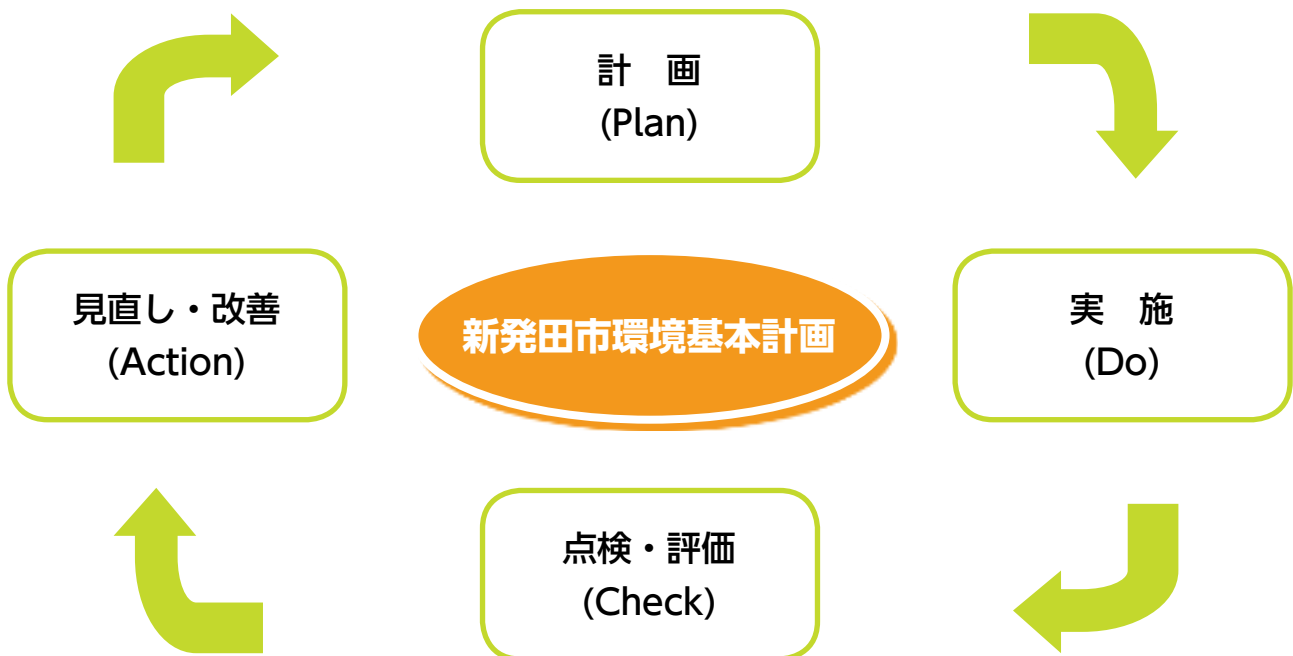 計　画
(Plan)
見直し・改善
(Action)
新発田市環境基本計画
実　施
(Do)
点検・評価
(Check)